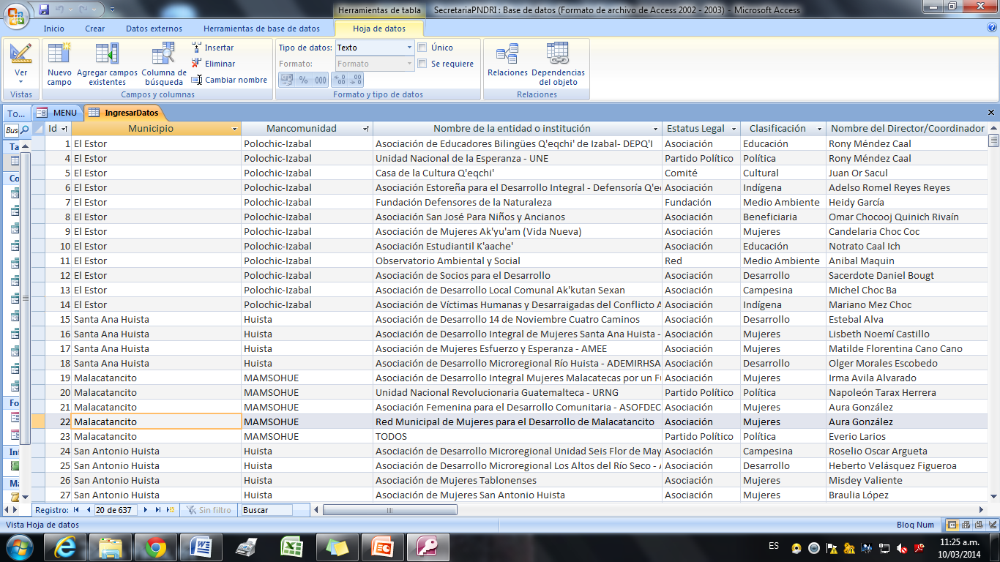 Herramientas de tabla SecretariaPNDRI : Base de datos (Formato de archivo de Access 2002 - 2003) - Microsoft Access
Inicio Crear Datos externos Herramientas de base de datos Hoja de datos
Ver
Vistas
Nuevo campo
Agregar campos existentes
Columna de búsqueda
Insertar
Eliminar
Cambiar nombre
Campos y columnas
Tipo de datos: Texto Único
Formato: Formato Se requiere
% 000
Formato y tipo de datos
Relaciones
Dependencias del objeto
Relaciones
To... MENU IngresarDatos
Bus
Ta
Co
Fo
In
Ma
Id Municipio Mancomunidad Nombre de la entidad o institución Estatus Legal Clasificación Nombre del Director/Coordinador
1 El Estor Polochic-Izabal Asociación de Educadores Bilingües Q'eqchi' de Izabal- DEPQ'I Asociación Educación Rony Méndez Caal
4 El Estor Polochic-Izabal Unidad Nacional de la Esperanza - UNE Partido Político Política Rony Méndez Caal
5 El Estor Polochic-Izabal Casa de la Cultura Q'eqchi' Comité Cultural Juan Or Sacul
6 El Estor Polochic-Izabal Asociación Estoreña para el Desarrollo Integral - Defensoría Q'e Asociación Indígena Adelso Romel Reyes Reyes
7 El Estor Polochic-Izabal Fundación Defensores de la Naturaleza Fundación Medio Ambiente Heidy García
8 El Estor Polochic-Izabal Asociación San José Para Niños y Ancianos Asociación Beneficiaria Omar Chocooj Quinich Rivaín
9 El Estor Polochic-Izabal Asociación de Mujeres Ak'yu'am (Vida Nueva) Asociación Mujeres Candelaria Choc Coc
10 El Estor Polochic-Izabal Asociación Estudiantil K'aache' Asociación Educación Notrato Caal Ich
11 El Estor Polochic-Izabal Observatorio Ambiental y Social Red Medio Ambiente Anibal Maquin
12 El Estor Polochic-Izabal Asociación de Socios para el Desarrollo Asociación Desarrollo Sacerdote Daniel Bougt
13 El Estor Polochic-Izabal Asociación de Desarrollo Local Comunal Ak'kutan Sexan Asociación Campesina Michel Choc Ba
14 El Estor Polochic-Izabal Asociación de Víctimas Humanas y Desarraigadas del Conflicto A Asociación Indígena Mariano Mez Choc
15 Santa Ana Huista Huista Asociación de Desarrollo 14 de Noviembre Cuatro Caminos Asociación Desarrollo Estebal Alva
16 Santa Ana Huista Huista Asociación de Desarrollo Integral de Mujeres Santa Ana Huista - Asociación Mujeres Lisbeth Noemí Castillo
17 Santa Ana Huista Huista Asociación de Mujeres Esfuerzo y Esperanza - AMEE Asociación Mujeres Matilde Florentina Cano Cano
18 Santa Ana Huista Huista Asociación de Desarrollo Microregional Río Huista - ADEMIRHSA Asociación Desarrollo Olger Morales Escobedo
19 Malacatancito MAMSOHUE Asociación de Desarrollo Integral Mujeres Malacatecas por un Fu Asociación Mujeres Irma Avila Alvarado
20 Malacatancito MAMSOHUE Unidad Nacional Revolucionaria Guatemalteca - URNG Partido Político Política Napoleón Tarax Herrera
21 Malacatancito MAMSOHUE Asociación Femenina para el Desarrollo Comunitaria - ASOFDEC Asociación Mujeres Aura González
22 Malacatancito MAMSOHUE Red Municipal de Mujeres para el Desarrollo de Malacatancito Asociación Mujeres Aura González
23 Malacatancito MAMSOHUE TODOS Partido Político Política Everio Larios
24 San Antonio Huista Huista Asociación de Desarrollo Microregional Unidad Seis Flor de May Asociación Campesina Roselio Oscar Argueta
25 San Antonio Huista Huista Asociación de Desarrollo Microregional Los Altos del Río Seco - A Asociación Desarrollo Heberto Velásquez Figueroa
26 San Antonio Huista Huista Asociación de Mujeres Tablonenses Asociación Mujeres Misdey Valiente
27 San Antonio Huista Huista Asociación de Mujeres San Antonio Huista Asociación Mujeres Braulia López
Registro: 20 de 637 Sin filtro Buscar
Vista Hoja de datos Bloq Num
ES 11:25 a.m.
10/03/2014